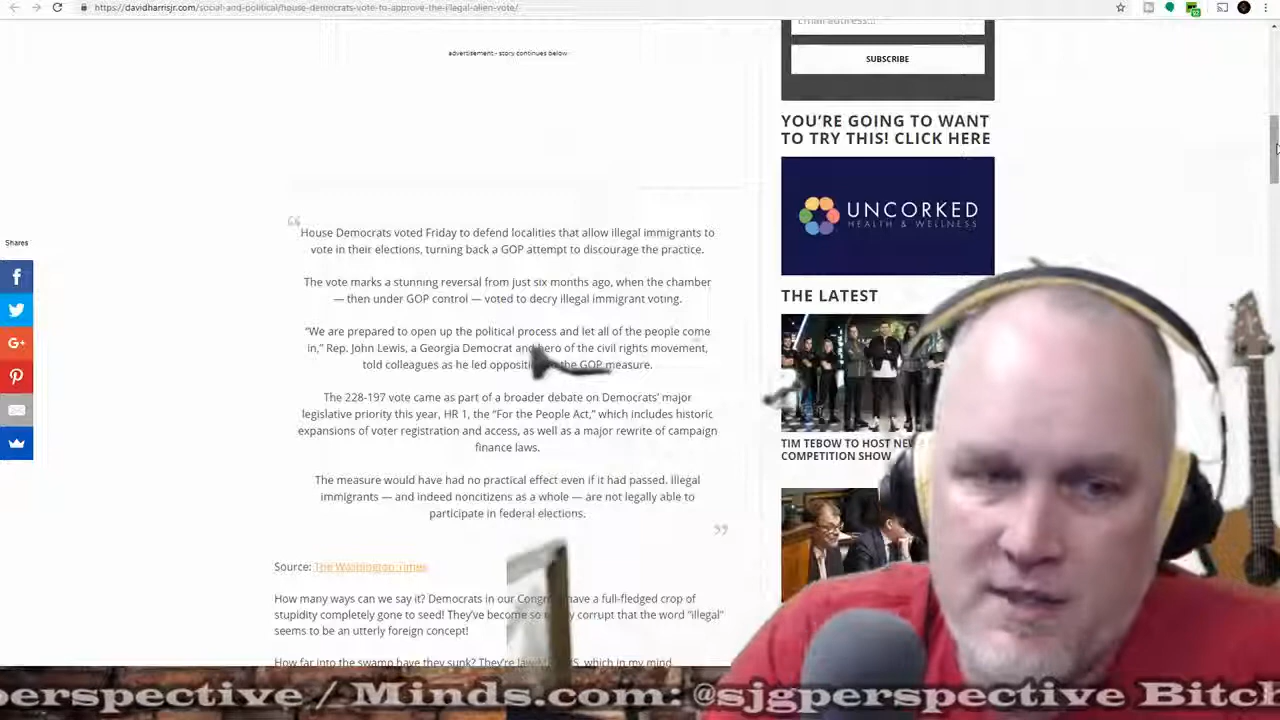 https://davidharrisjr.com/social-and-political/house-democrats-vote-to-approve-the-i'legal-alien-vote/
92
Email address...
SUBSCRIBE
advertisement - story continues below
YOU'RE GOING TO WANT
TO TRY THIS! CLICK HERE
UNCORKED
HEALTH & WELLNESS
Shares
House Democrats voted Friday to defend localities that allow illegal immigrants to
vote in their elections, turning back a GOP attempt to discourage the practice.
The vote marks a stunning reversal from just six months ago, when the chamber
— then under GOP control — voted to decry illegal immigrant voting.
"We are prepared to open up the political process and let all of the people come
in," Rep. John Lewis, a Georgia Democrat and hero of the civil rights movement,
told colleagues as he led the GOP measure.
The 228-197 vote came as part of a broader debate on Democrats' major
legislative priority this year, HR 1, the "For the People Act," which includes historic
expansions of voter registration and access, as well as a major rewrite of campaign
finance laws.
The measure would have had no practical effect even if it had passed. Illegal
immigrants — and indeed noncitizens as a whole — are not legally able to
participate in federal elections.
Source: The Washington Times
How many ways can we say it? Democrats in our have a full-fledged crop of
stupidity completely gone to seed! They've become so corrupt that the word "illegal"
seems to be an utterly foreign concept!
How far into the swamp have they sunk? They're which in my mind
THE LATEST
TIM TEBOW TO HOST
COMPETITION SHOW
perspective / Minds.com: @sjgperspective Bitch